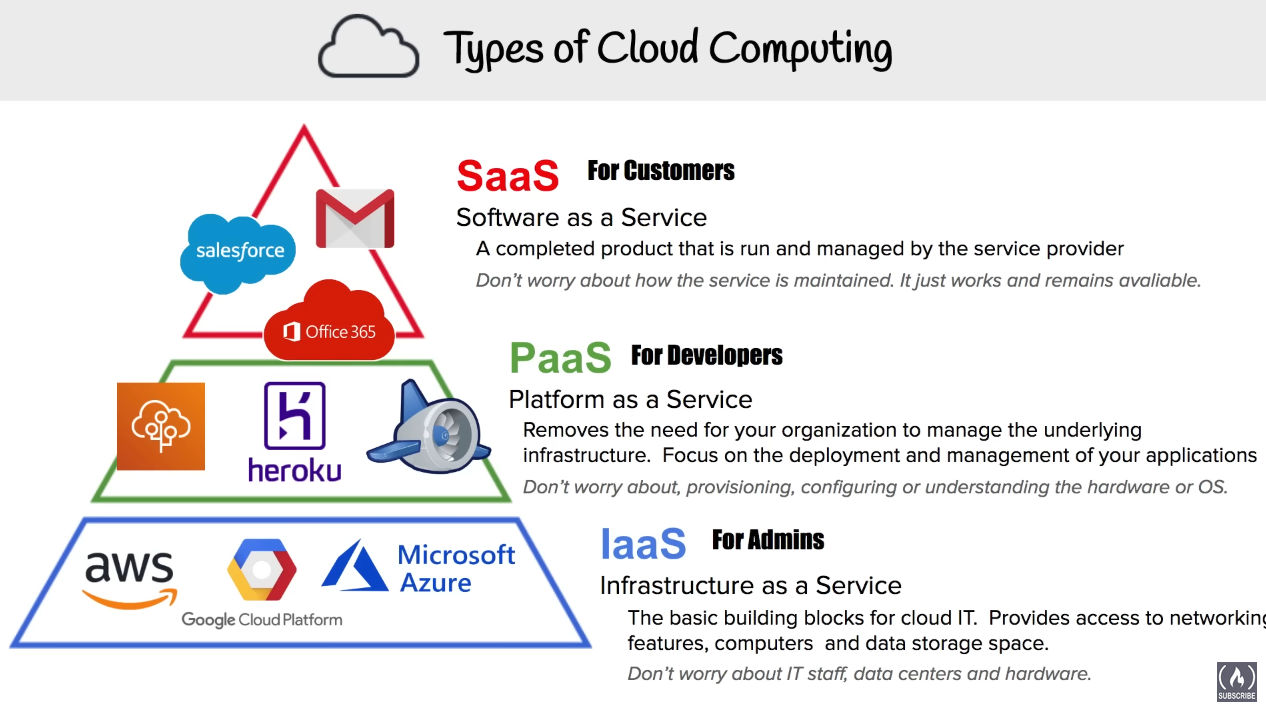 Types of Cloud Computing
SaaS For Customers
Software as a Service
A completed product that is run and managed by the service provider
Don't worry about how the service is maintained. It just works and remains avaliable.
salesforce
Office 365
PaaS For Developers
Platform as a Service
Removes the need for your organization to manage the underlying
infrastructure. Focus on the deployment and management of your applications
Don't worry about, provisioning, configuring or understanding the hardware or OS.
heroku
IaaS For Admins
Infrastructure as a Service
The basic building blocks for cloud IT. Provides access to networking
features, computers and data storage space.
Don't worry about IT staff, data centers and hardware.
aws
Google Cloud Platform
Microsoft
Azure
SUBSCRIBE